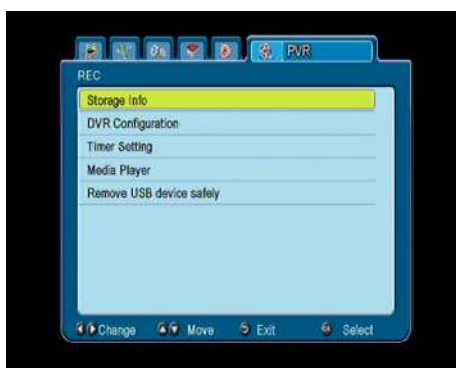 PVR
REC
Storage Info
DVR Configuration
Timer Setting
Media Player
Remove USB device safely
Change Move Exit Select